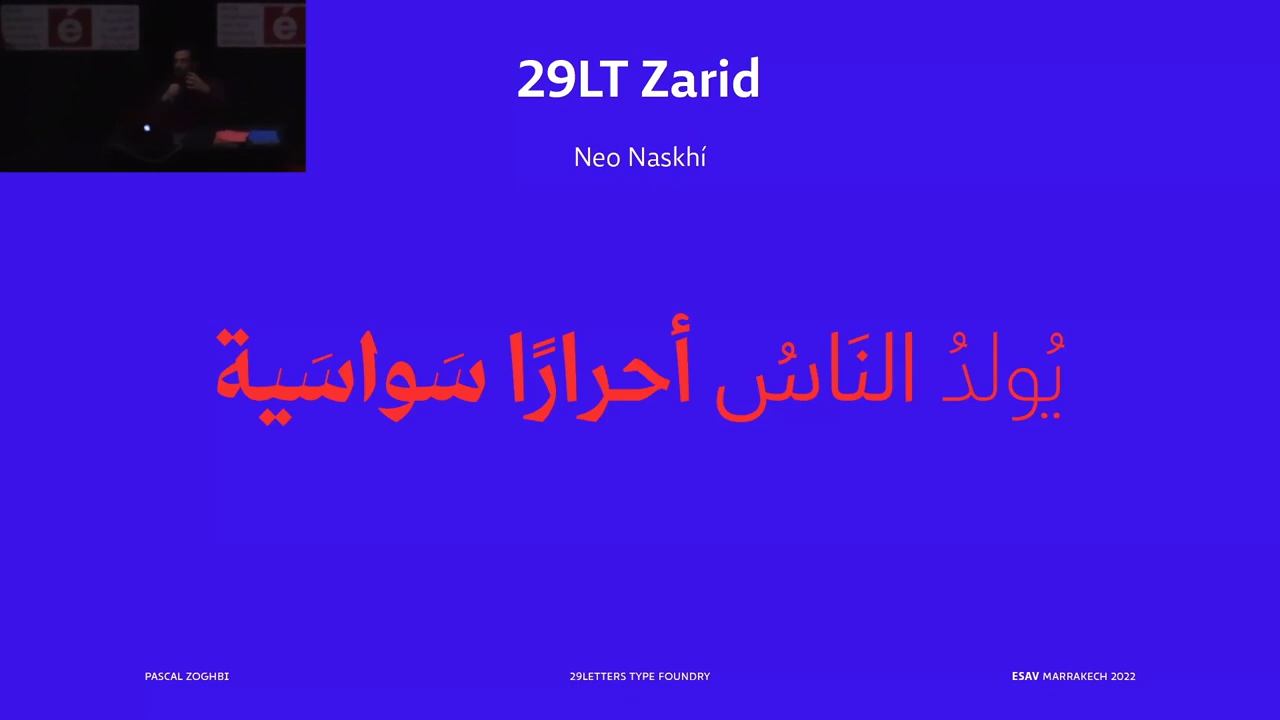 é
é
29LT Zarid
Neo Naskhí
يُولدُ النَاسُ أحرارًا سَواسَية
PASCAL ZOGHBI
29LETTERS TYPE FOUNDRY
ESAV MARRAKECH 2022